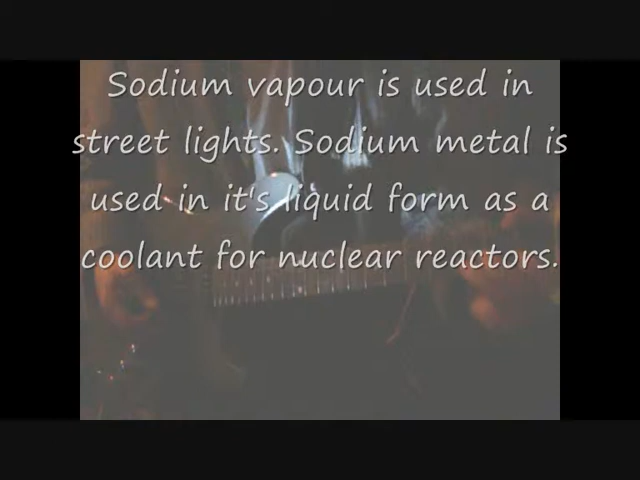 Sodium vapour is used in
street lights. Sodium metal is
used in it's liquid form as a
coolant for nuclear reactors.